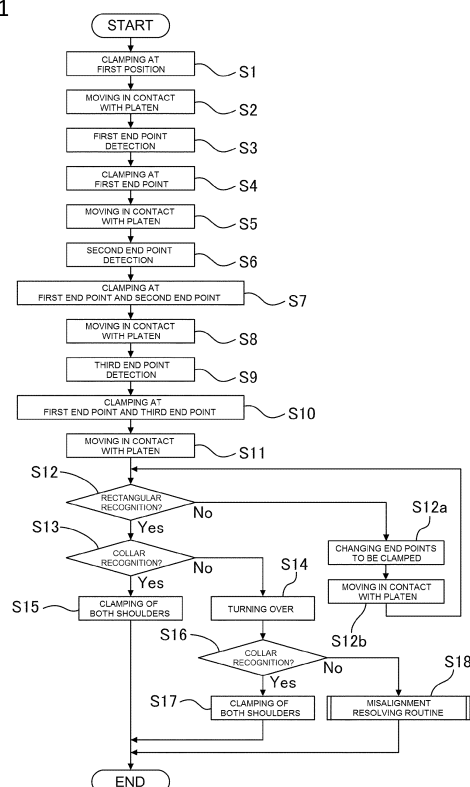 1
START
CLAMPING AT
FIRST POSITION
S1
MOVING IN CONTACT
WITH PLATEN
S2
FIRST END POINT
DETECTION
S3
CLAMPING AT
FIRST END POINT
S4
MOVING IN CONTACT
WITH PLATEN
S5
SECOND END POINT
DETECTION
S6
CLAMPING AT
FIRST END POINT AND SECOND END POINT
S7
MOVING IN CONTACT
WITH PLATEN
S8
THIRD END POINT
DETECTION
S9
CLAMPING AT
FIRST END POINT AND THIRD END POINT
S10
MOVING IN CONTACT
WITH PLATEN
S11
S12
RECTANGULAR
RECOGNITION?
Yes
No
S12a
CHANGING END POINTS
TO BE CLAMPED
MOVING IN CONTACT
WITH PLATEN
S12b
S13
COLLAR
RECOGNITION?
Yes
No
S14
TURNING OVER
S15
CLAMPING OF
BOTH SHOULDERS
S16
COLLAR
RECOGNITION?
Yes
No
S17
CLAMPING OF
BOTH SHOULDERS
S18
MISALIGNMENT
RESOLVING ROUTINE
END